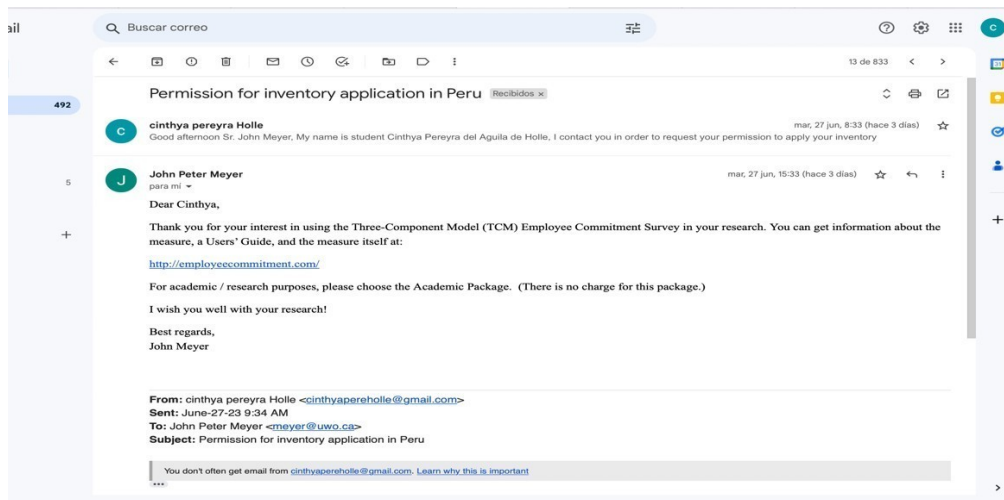 ail
Buscar correo
C
13 de 833
492
Permission for inventory application in Peru Recibidos x
C
cinthya pereyra Holle
mar, 27 jun, 8:33 (hace 3 días)
Good afternoon Sr. John Meyer, My name is student Cinthya Pereyra del Aguila de Holle, I contact you in order to request your permission to apply your inventory
J
John Peter Meyer
mar, 27 jun, 15:33 (hace 3 días)
para mí
5
Dear Cinthya,
Thank you for your interest in using the Three-Component Model (TCM) Employee Commitment Survey in your research. You can get information about the
measure, a Users' Guide, and the measure itself at:
http://employeecommitment.com/
For academic / research purposes, please choose the Academic Package. (There is no charge for this package.)
I wish you well with your research!
Best regards,
John Meyer
From: cinthya pereyra Holle <cinthyapereholle@gmail.com>
Sent: June-27-23 9:34 AM
To: John Peter Meyer <meyer@uwo.ca>
Subject: Permission for inventory application in Peru
You don't often get email from cinthyapereholle@gmail.com. Learn why this is important